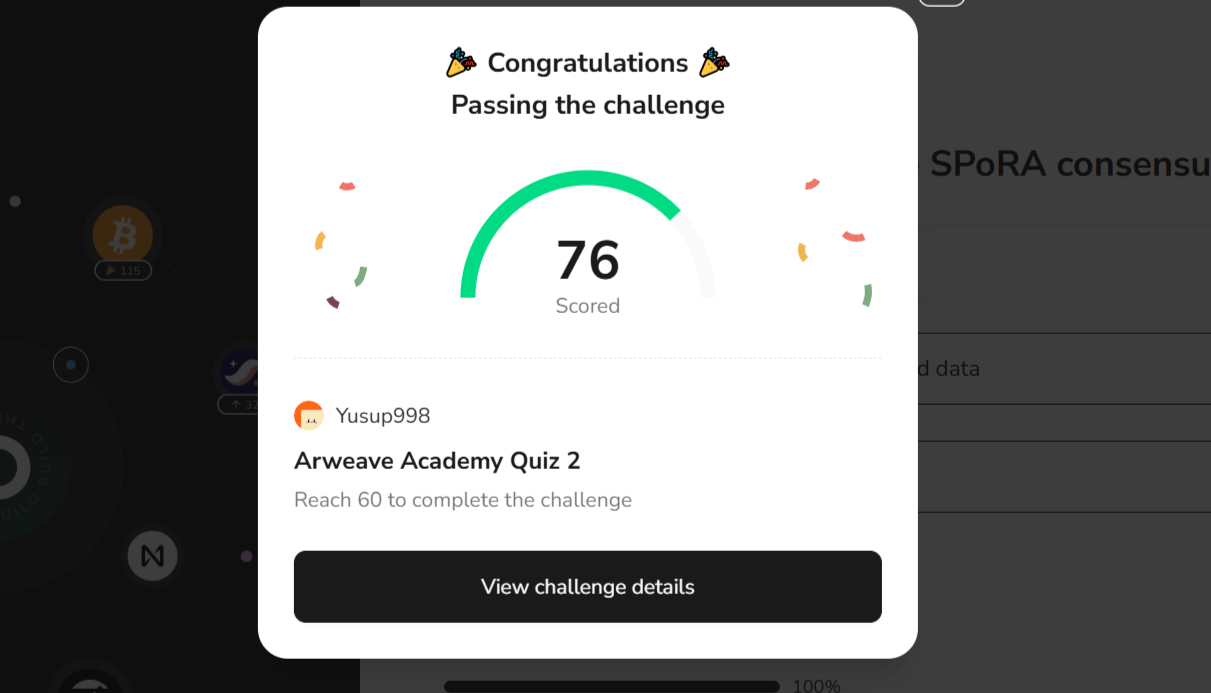 Congratulations
Passing the challenge
SPoRA consensu
76
Scored
115
d data
Yusup998
Arweave Academy Quiz 2
Reach 60 to complete the challenge
View challenge details
100%